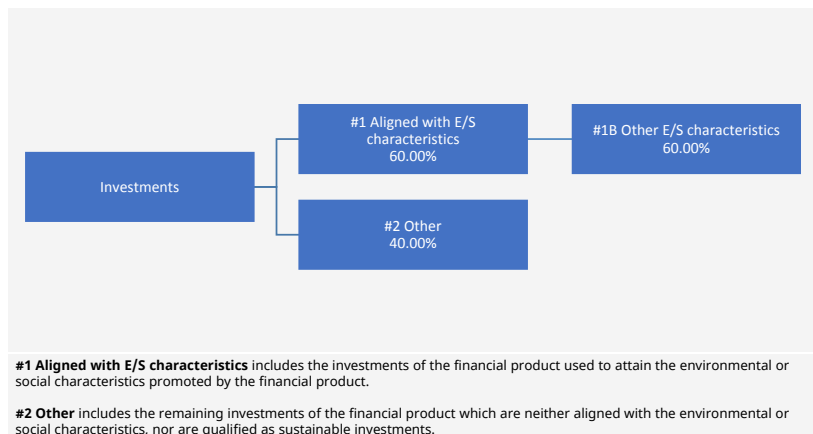 #1 Aligned with E/S
characteristics
60.00%
#1B Other E/S characteristics
60.00%
Investments
#2 Other
40.00%
#1 Aligned with E/S characteristics includes the investments of the financial product used to attain the environmental or
social characteristics promoted by the financial product.
#2 Other includes the remaining investments of the financial product which are neither aligned with the environmental or
social characteristics, nor are qualified as sustainable investments.